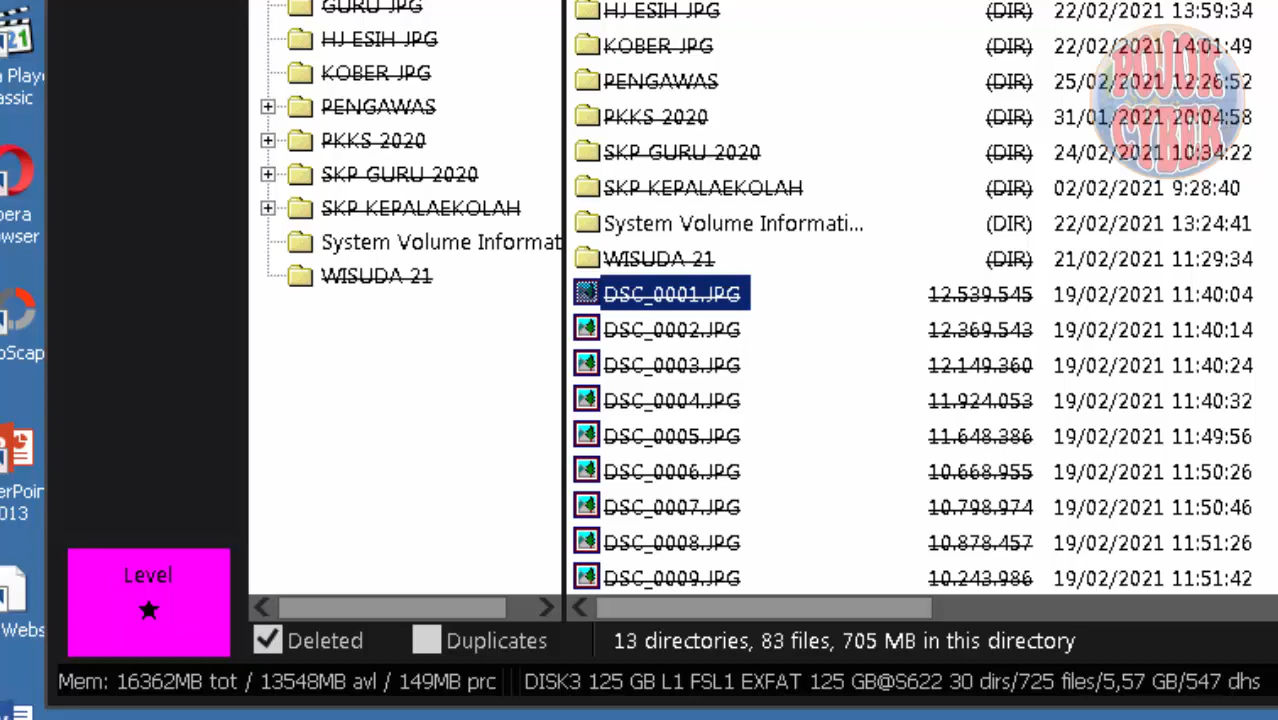 GURU JPG
HJ ESIH JPG
KOBER JPG
PENGAWAS
PKKS 2020
SKP GURU 2020
SKP KEPALAEKOLAH
System Volume Informat
WISUDA 21
HJ ESIH JPG (DIR) 22/02/2021 13:59:34
KOBER JPG (DIR) 22/02/2021 14:01:49
PENGAWAS (DIR) 25/02/2021 12:26:52
PKKS 2020 (DIR) 31/01/2021 20:04:58
SKP GURU 2020 (DIR) 24/02/2021 10:34:22
SKP KEPALAEKOLAH (DIR) 02/02/2021 9:28:40
System Volume Informati... (DIR) 22/02/2021 13:24:41
WISUDA 21 (DIR) 21/02/2021 11:29:34
DSC_0001.JPG 12.539.545 19/02/2021 11:40:04
DSC_0002.JPG 12.369.543 19/02/2021 11:40:14
DSC_0003.JPG 12.149.360 19/02/2021 11:40:24
DSC_0004.JPG 11.924.053 19/02/2021 11:40:32
DSC_0005.JPG 11.648.386 19/02/2021 11:49:56
DSC_0006.JPG 10.668.955 19/02/2021 11:50:26
DSC_0007.JPG 10.798.974 19/02/2021 11:50:46
DSC_0008.JPG 10.878.457 19/02/2021 11:51:26
DSC_0009.JPG 10.243.986 19/02/2021 11:51:42
POJOK
CYBER
a Playe
assic
pera
owser
oScap
erPoin
013
Webs
Level
Deleted
Duplicates
13 directories, 83 files, 705 MB in this directory
Mem: 16362MB tot / 13548MB avl / 149MB prc
DISK3 125 GB L1 FSL1 EXFAT 125 GB@S622 30 dirs/725 files/5,57 GB/547 dhs